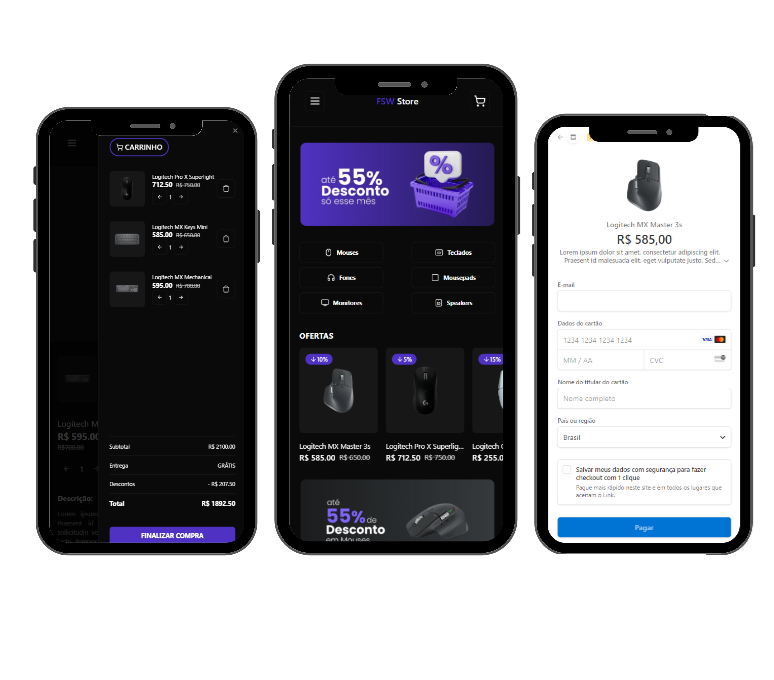 CARRINHO
Logitech Pro X Superlight
712.50 R$ 750.00
1
Logitech MX Keys Mini
585.00 R$ 650.00
1
Logitech MX Mechanical
595.00 R$ 700.00
1
Logitech M
R$ 595.00
R$ 700.00
1
Descrição:
Lorem ipsum
Praesent id
Subtotal R$ 2100.00
Entrega GRÁTIS
Descontos - R$ 207.50
Total R$ 1892.50
FINALIZAR COMPRA
FSW Store
até 55%
Desconto
só esse mês
%
Mouses
Teclados
Fones
Mousepads
Monitores
Speakers
OFERTAS
10%
5%
15%
Logitech MX Master 3s
R$ 585.00 R$ 650.00
Logitech Pro X Superlig...
R$ 712.50 R$ 750.00
Logitech
R$ 255.0
até
55% de
Desconto
em Mouses
Logitech MX Master 3s
R$ 585,00
Lorem ipsum dolor sit amet, consectetur adipiscing elit.
Praesent id malesuada elit, eget vulputate justo. Sed...
E-mail
Dados do cartão
1234 1234 1234 1234
VISA
MM / AA
CVC
Nome do titular do cartão
Nome completo
País ou região
Brasil
Salvar meus dados com segurança para fazer
checkout com 1 clique
Pague mais rápido neste site e em todos os lugares que
aceitam o Link.
Pagar